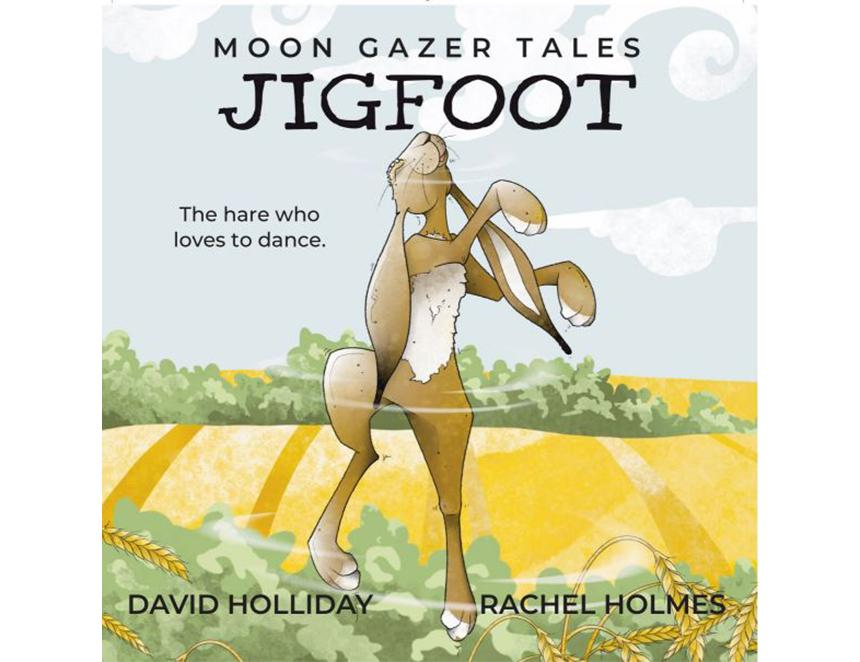 MOON GAZER TALES
JIGFOOT
The hare who
loves to dance.
DAVID HOLLIDAY
RACHEL HOLMES